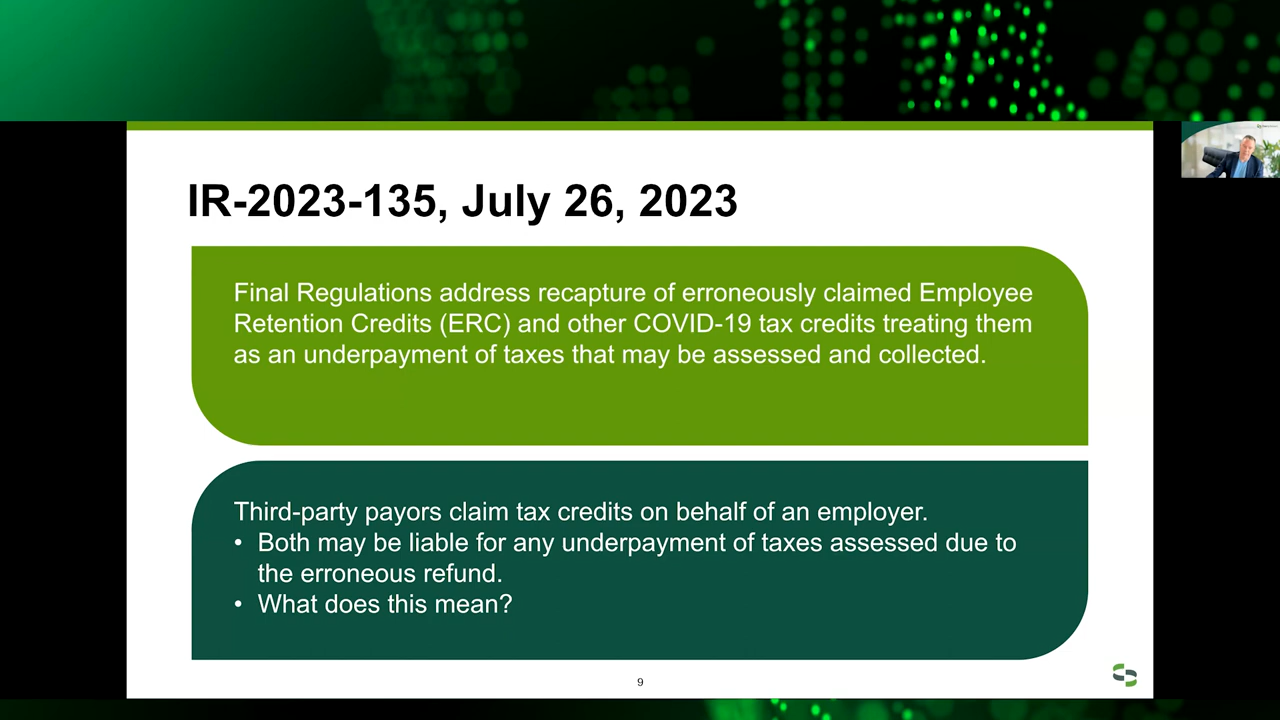 IR-2023-135, July 26, 2023
Final Regulations address recapture of erroneously claimed Employee
Retention Credits (ERC) and other COVID-19 tax credits treating them
as an underpayment of taxes that may be assessed and collected.
Third-party payors claim tax credits on behalf of an employer.
• Both may be liable for any underpayment of taxes assessed due to
the erroneous refund.
• What does this mean?
9